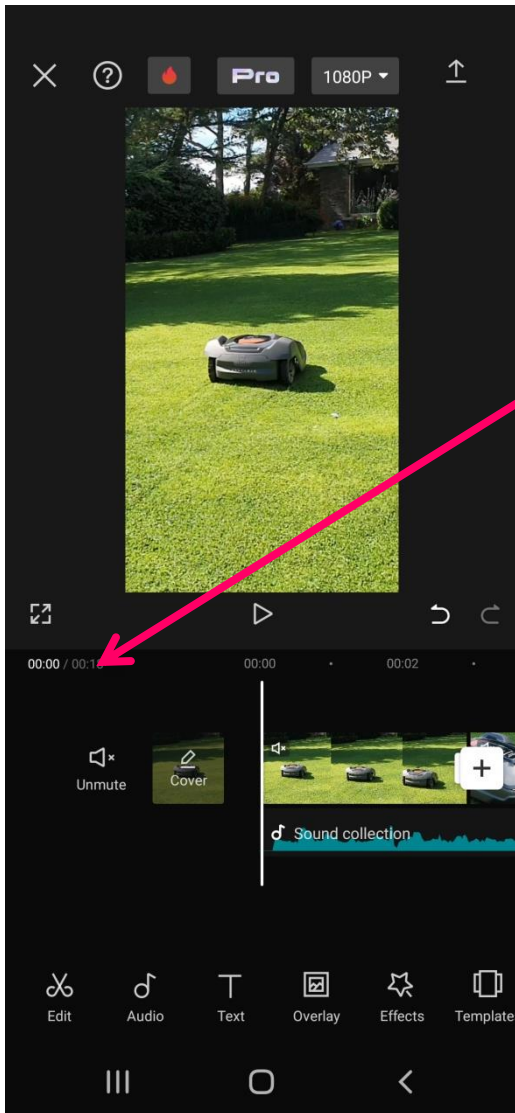 Pro
1080P
00:00 / 00:18
00:00
00:02
Unmute
Cover
Sound collection
Edit
Audio
Text
Overlay
Effects
Template